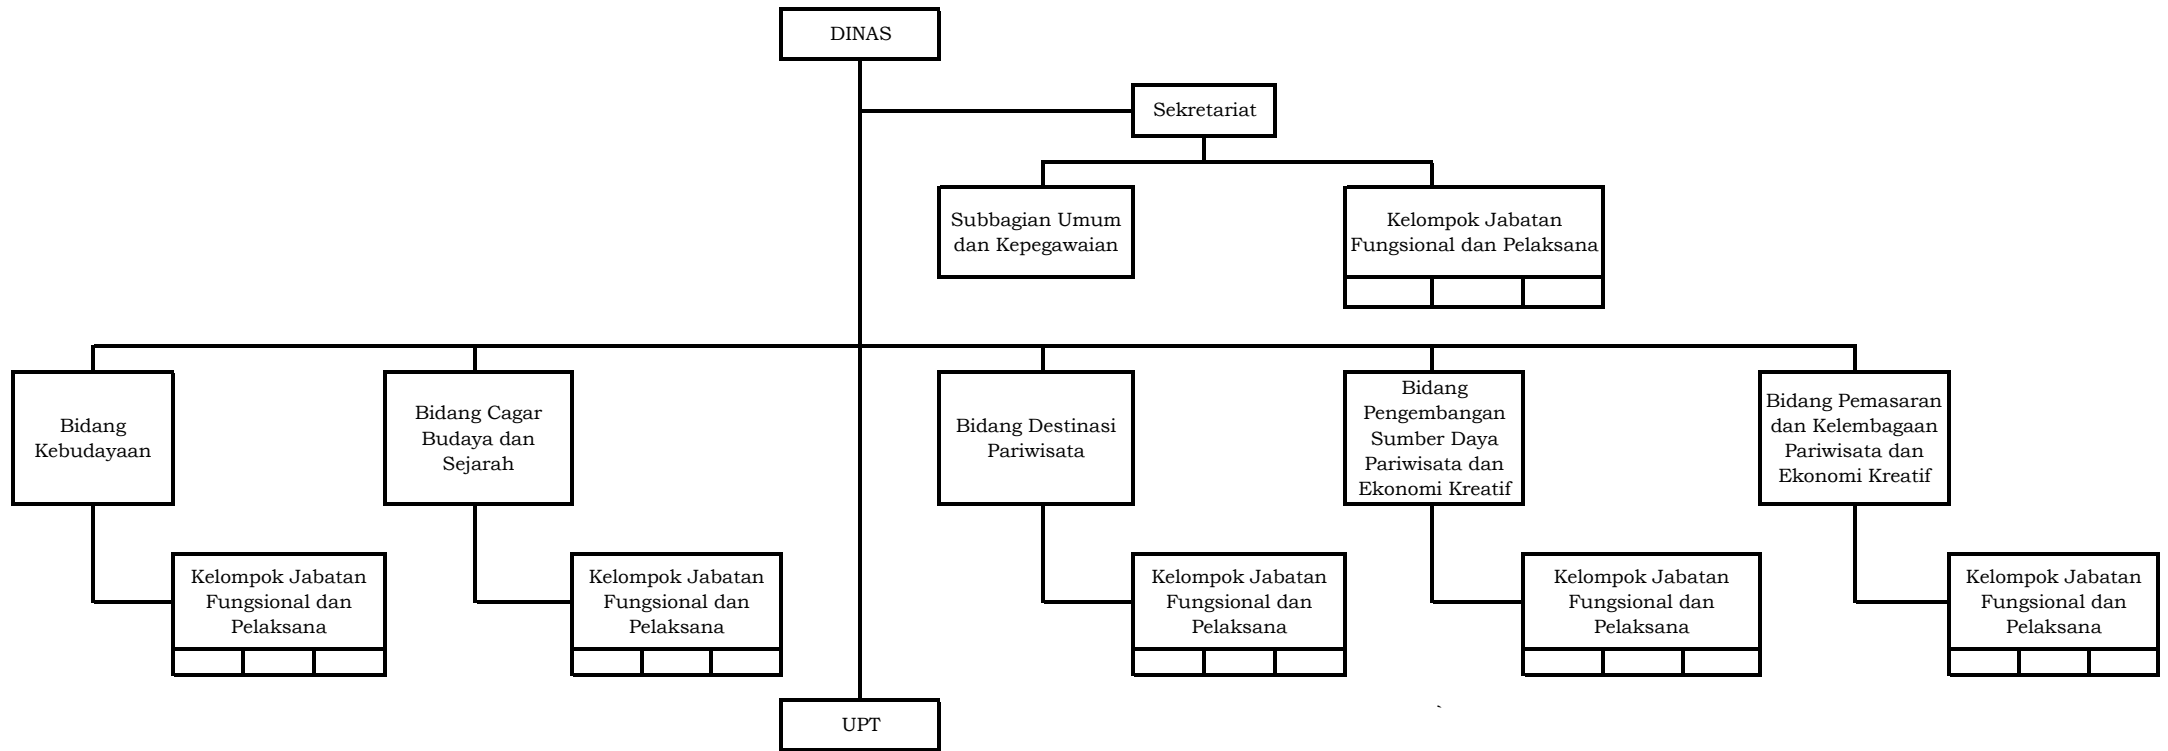 DINAS
Sekretariat
Subbagian Umum
dan Kepegawaian
Kelompok Jabatan
Fungsional dan Pelaksana
Bidang
Kebudayaan
Bidang Cagar
Budaya dan
Sejarah
Bidang Destinasi
Pariwisata
Bidang
Pengembangan
Sumber Daya
Pariwisata dan
Ekonomi Kreatif
Bidang Pemasaran
dan Kelembagaan
Pariwisata dan
Ekonomi Kreatif
Kelompok Jabatan
Fungsional dan
Pelaksana
Kelompok Jabatan
Fungsional dan
Pelaksana
Kelompok Jabatan
Fungsional dan
Pelaksana
Kelompok Jabatan
Fungsional dan
Pelaksana
Kelompok Jabatan
Fungsional dan
Pelaksana
UPT
`